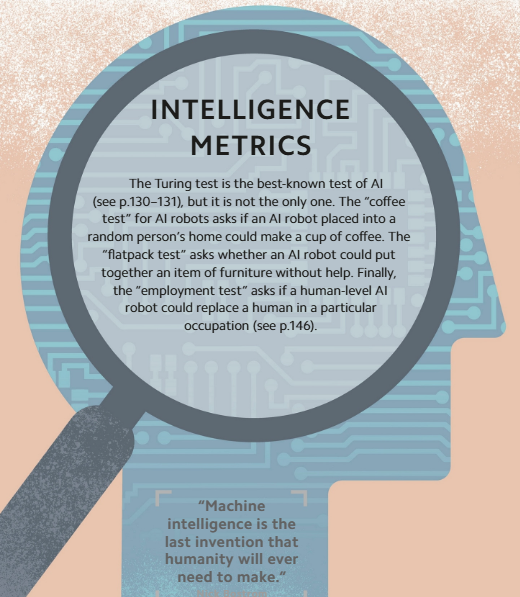 INTELLIGENCE
METRICS
The Turing test is the best-known test of AI
(see p.130–131), but it is not the only one. The “coffee
test” for AI robots asks if an AI robot placed into a
random person’s home could make a cup of coffee. The
“flatpack test” asks whether an AI robot could put
together an item of furniture without help. Finally,
the “employment test” asks if a human-level AI
robot could replace a human in a particular
occupation (see p.146).
“Machine
intelligence is the
last invention that
humanity will ever
need to make.”